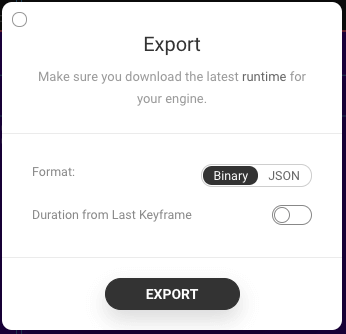 Export
Make sure you download the latest runtime for
your engine.
Format:
Binary JSON
Duration from Last Keyframe
EXPORT